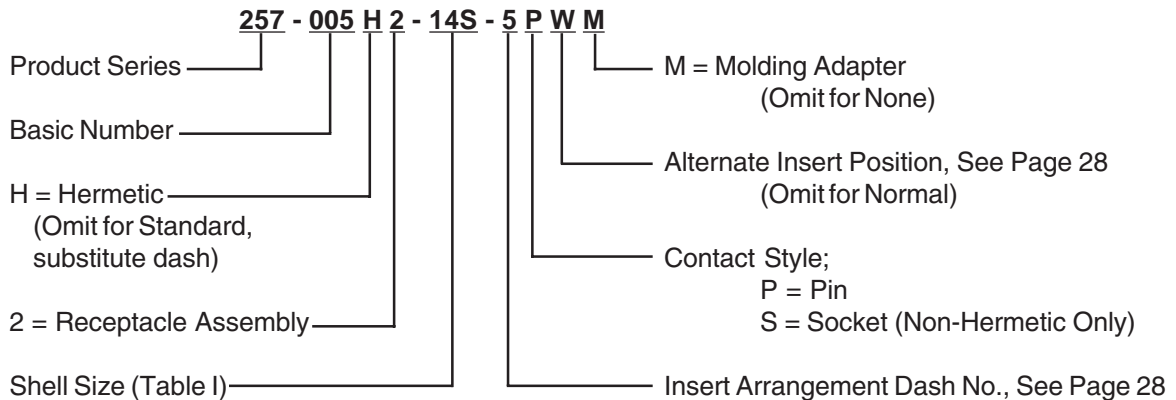 257 - 005 H 2 - 14S - 5 P W M
Product Series
Basic Number
H = Hermetic
(Omit for Standard,
substitute dash)
2 = Receptacle Assembly
Shell Size (Table I)
M = Molding Adapter
(Omit for None)
Alternate Insert Position, See Page 28
(Omit for Normal)
Contact Style;
P = Pin
S = Socket (Non-Hermetic Only)
Insert Arrangement Dash No., See Page 28